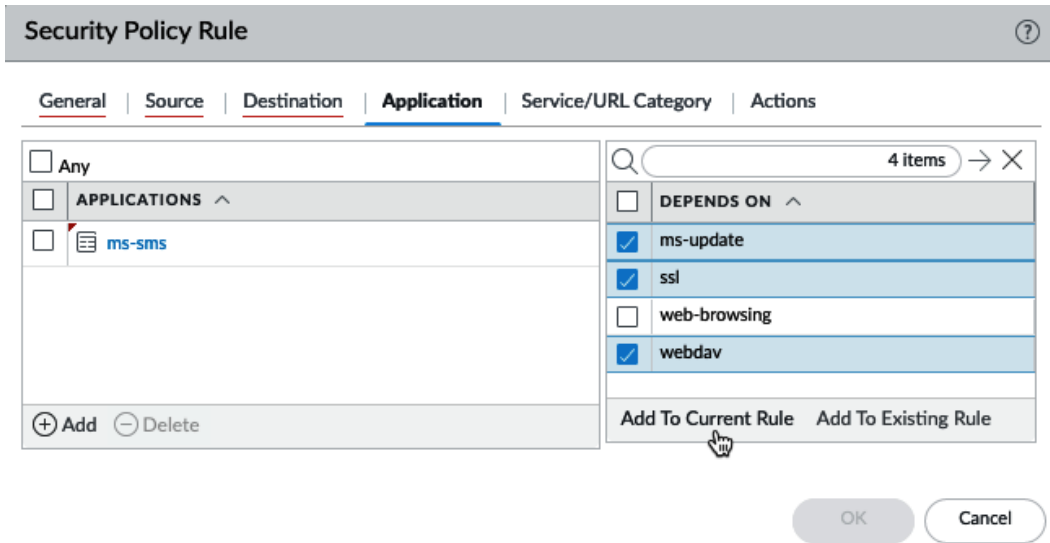 Security Policy Rule ?
General | Source | Destination | Application | Service/URL Category | Actions
Any
APPLICATIONS
ms-sms
Add Delete
4 items
DEPENDS ON
ms-update
ssl
web-browsing
webdav
Add To Current Rule Add To Existing Rule
OK Cancel